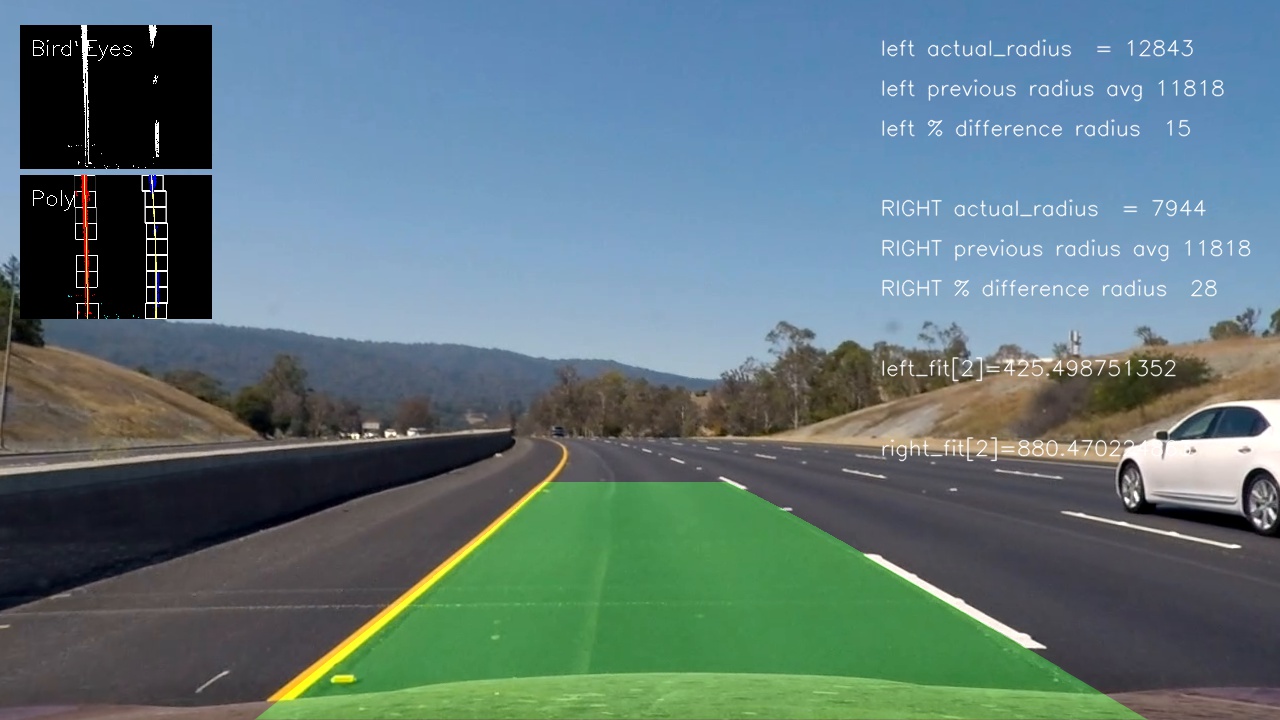 Bird' Eyes
Poly
left actual_radius = 12843
left previous radius avg 11818
left % difference radius 15
RIGHT actual_radius = 7944
RIGHT previous radius avg 11818
RIGHT % difference radius 28
left_fit[2]=425.498751352